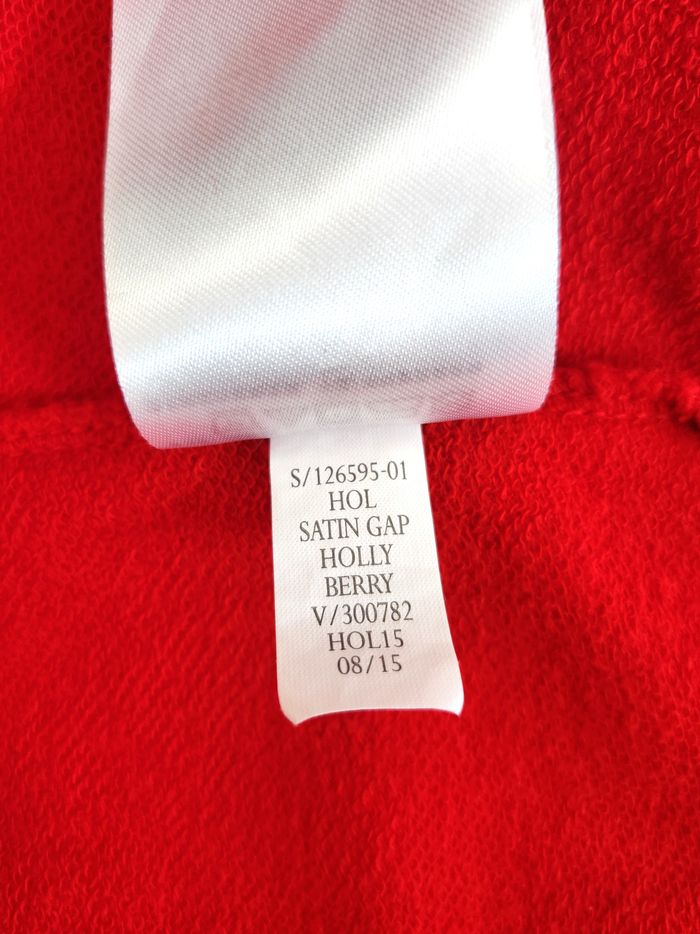 S/126595-01
HOL
SATIN GAP
HOLLY
BERRY
V/300782
HOL15
08/15